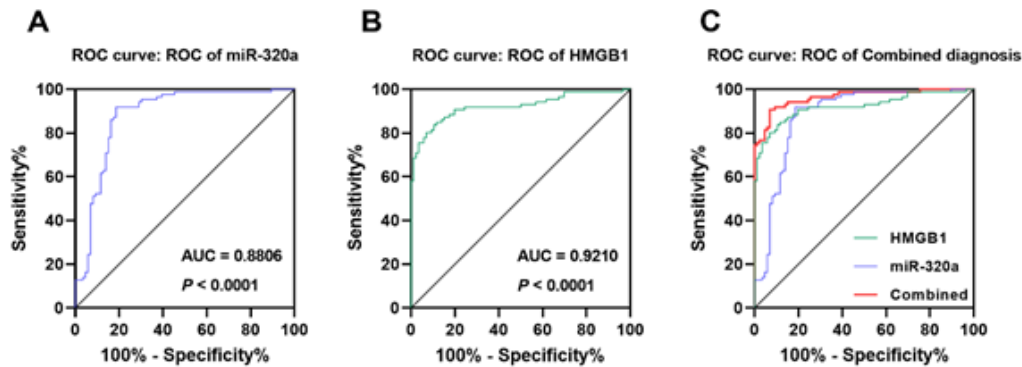 A
ROC curve: ROC of miR-320a
Sensitivity%
100
80
60
40
20
0
AUC = 0.8806
P < 0.0001
0 20 40 60 80 100
100% - Specificity%
B
ROC curve: ROC of HMGB1
Sensitivity%
100
80
60
40
20
0
AUC = 0.9210
P < 0.0001
0 20 40 60 80 100
100% - Specificity%
C
ROC curve: ROC of Combined diagnosis
Sensitivity%
100
80
60
40
20
0
HMGB1
miR-320a
Combined
0 20 40 60 80 100
100% - Specificity%